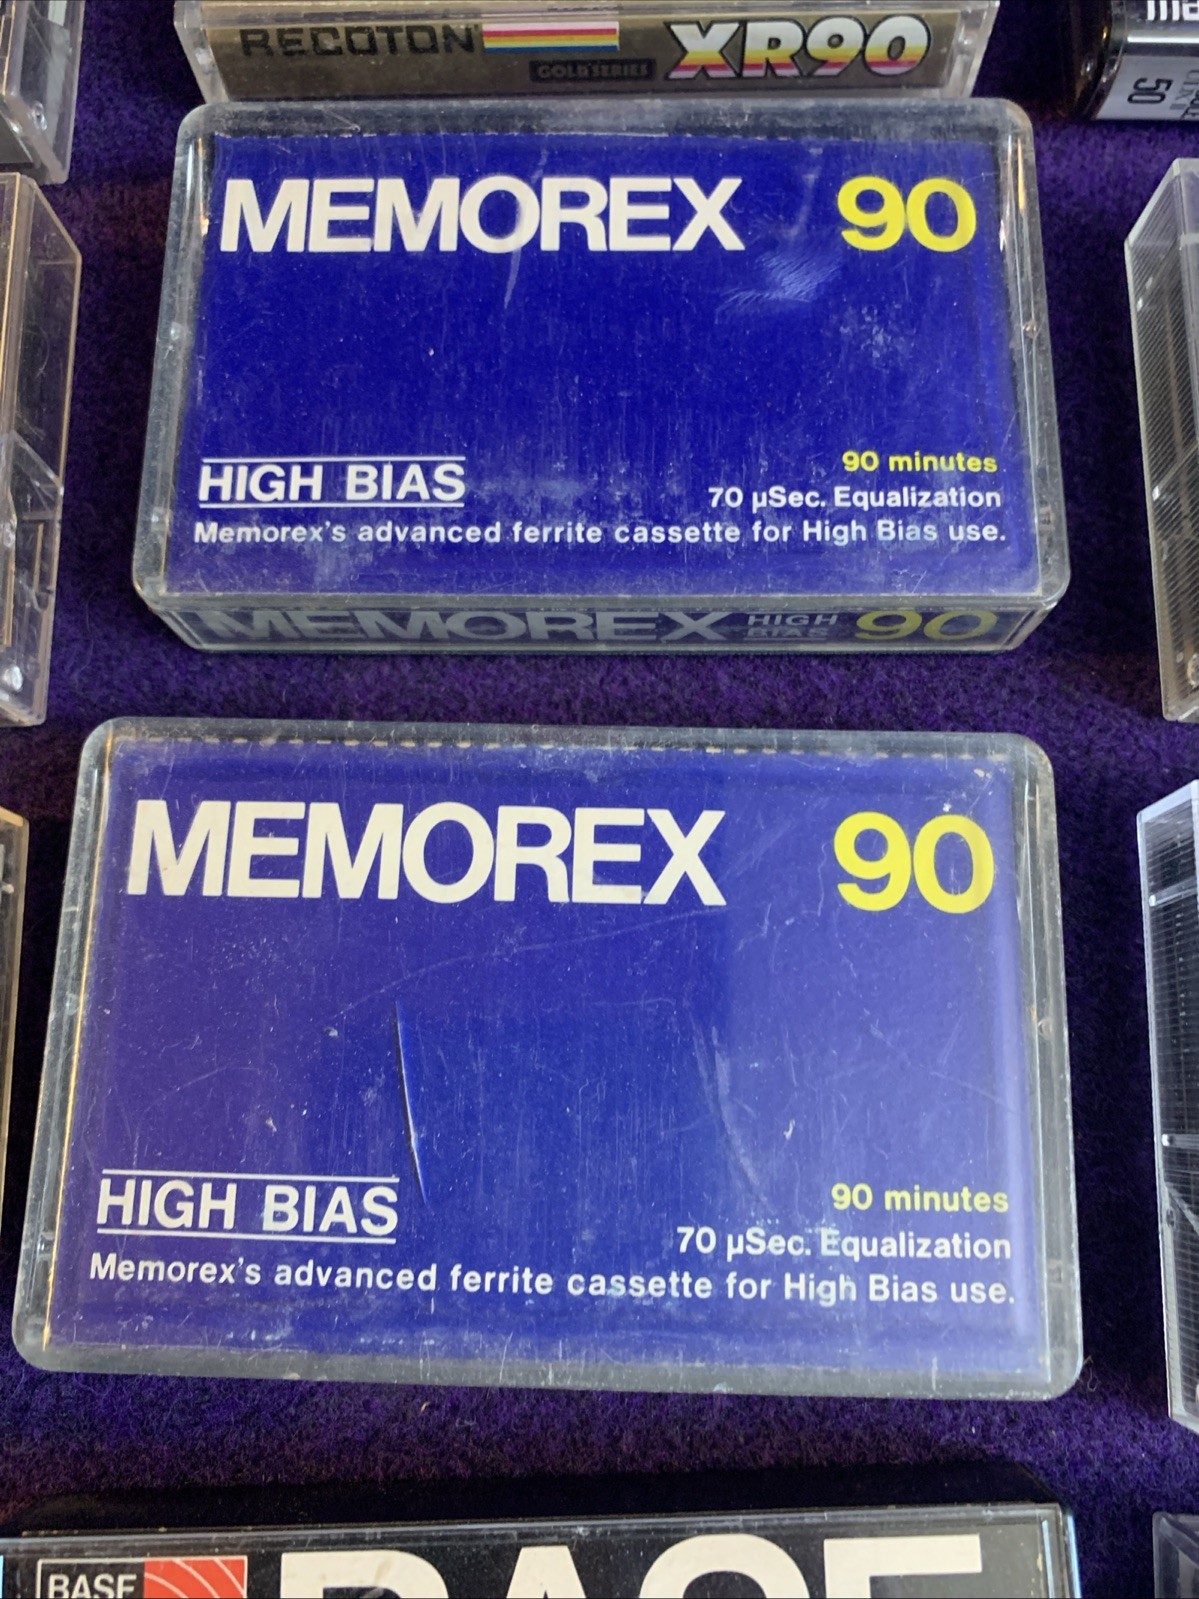 RECOTON
GOLD SERIES
XR90
50
MEMOREX 90
HIGH BIAS
90 minutes
70 µSec. Equalization
Memorex's advanced ferrite cassette for High Bias use.
MEMOREX HIGH BIAS 90
MEMOREX 90
HIGH BIAS
90 minutes
70 µSec. Equalization
Memorex's advanced ferrite cassette for High Bias use.
BASF
BASF